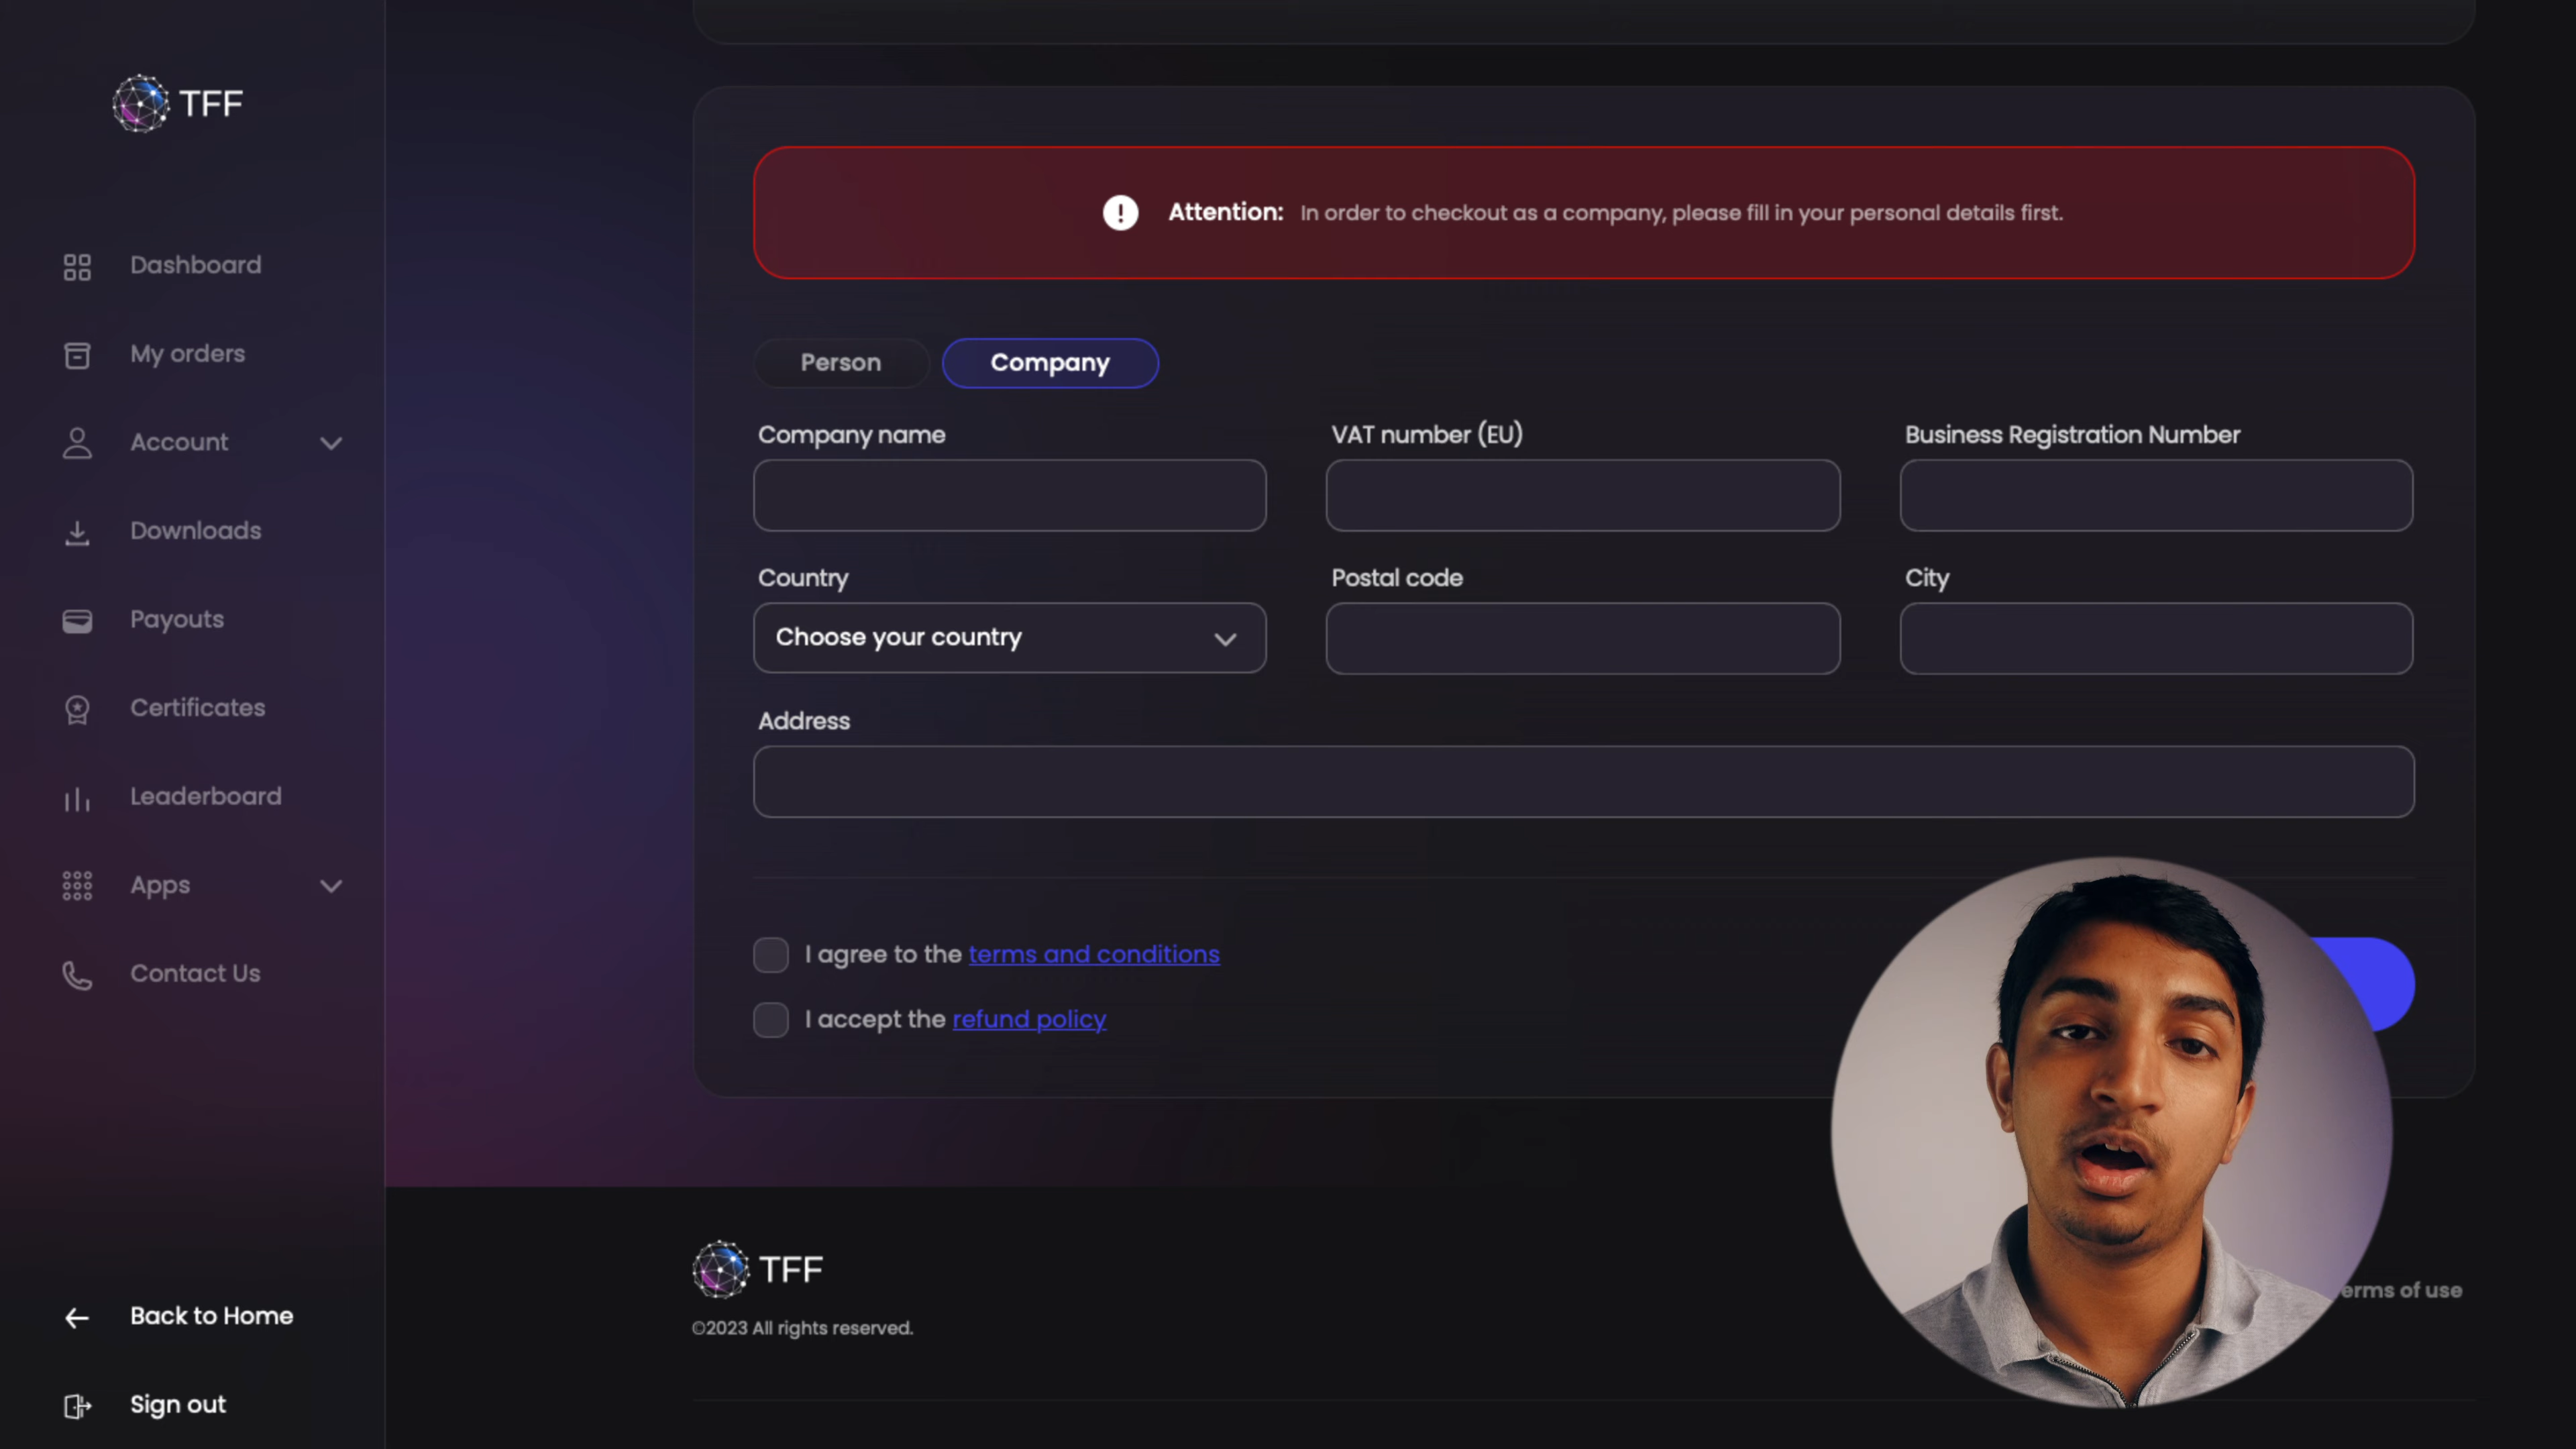 TFF
Dashboard
My orders
Account
Downloads
Payouts
Certificates
Leaderboard
Apps
Contact Us
Back to Home
Sign out
Attention: In order to checkout as a company, please fill in your personal details first.
Person
Company
Company name
VAT number (EU)
Business Registration Number
Country
Postal code
City
Choose your country
Address
I agree to the terms and conditions
I accept the refund policy
TFF
©2023 All rights reserved.
of use